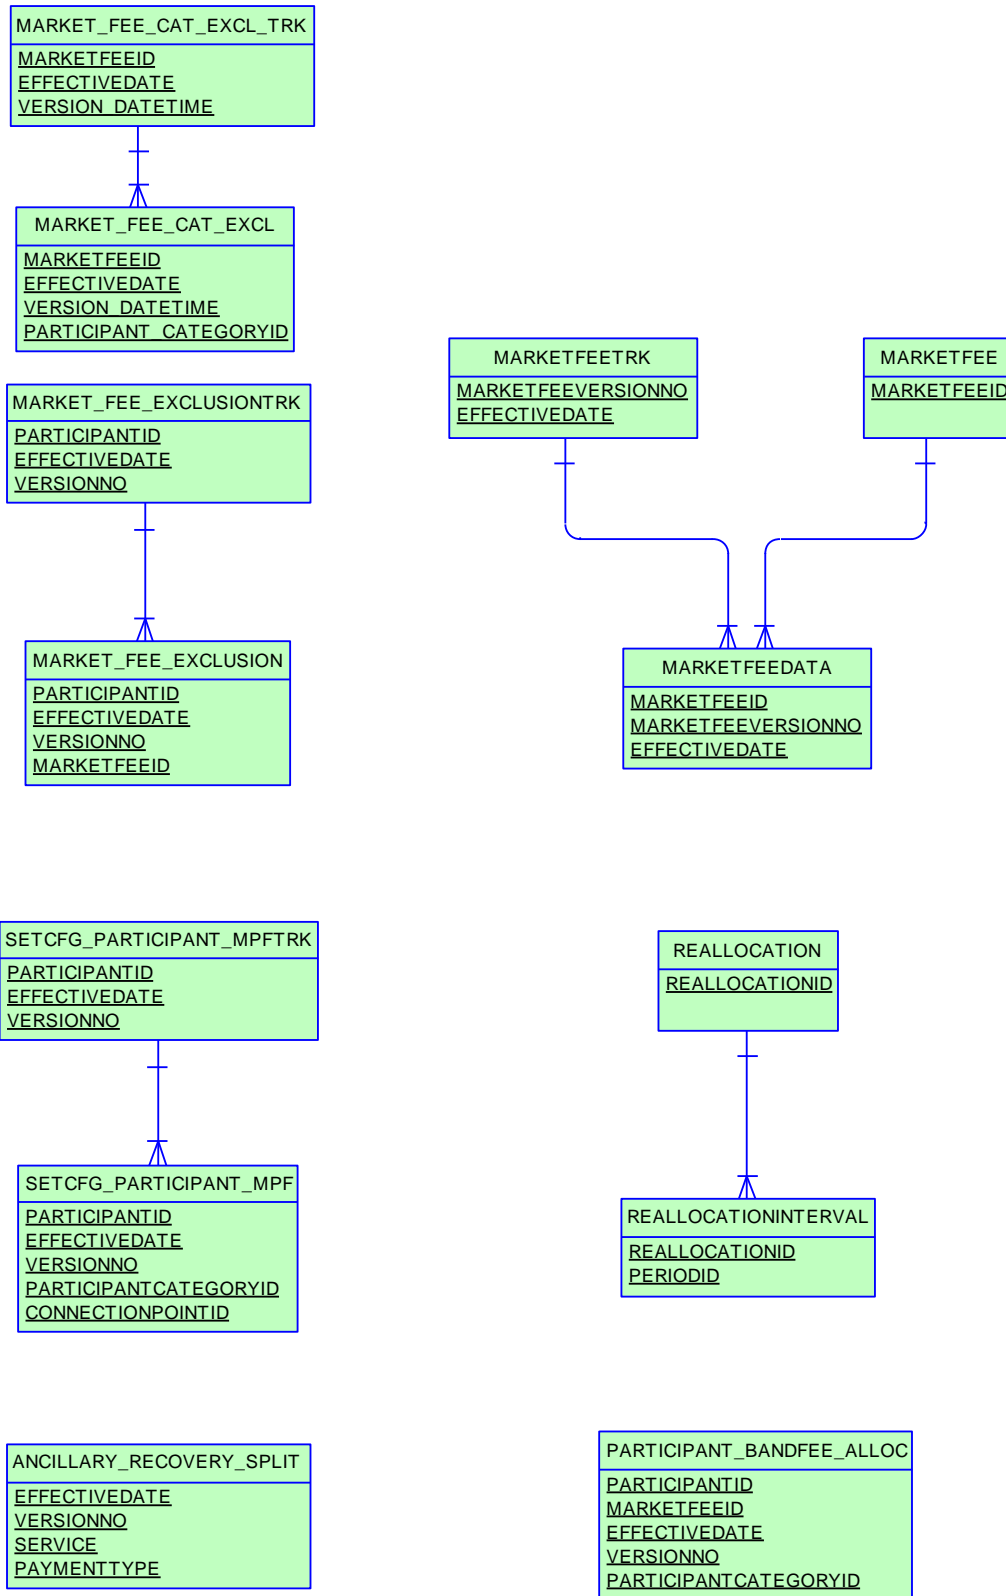 MARKET_FEE_CAT_EXCL_TRK
MARKETFEEID
EFFECTIVEDATE
VERSION_DATETIME
MARKET_FEE_CAT_EXCL
MARKETFEEID
EFFECTIVEDATE
VERSION_DATETIME
PARTICIPANT_CATEGORYID
MARKETFEETRK
MARKETFEEVERSIONNO
EFFECTIVEDATE
MARKETFEE
MARKETFEEID
MARKET_FEE_EXCLUSIONTRK
PARTICIPANTID
EFFECTIVEDATE
VERSIONNO
MARKET_FEE_EXCLUSION
PARTICIPANTID
EFFECTIVEDATE
VERSIONNO
MARKETFEEID
MARKETFEEDATA
MARKETFEEID
MARKETFEEVERSIONNO
EFFECTIVEDATE
SETCFG_PARTICIPANT_MPFTRK
PARTICIPANTID
EFFECTIVEDATE
VERSIONNO
REALLOCATION
REALLOCATIONID
SETCFG_PARTICIPANT_MPF
PARTICIPANTID
EFFECTIVEDATE
VERSIONNO
PARTICIPANTCATEGORYID
CONNECTIONPOINTID
REALLOCATIONINTERVAL
REALLOCATIONID
PERIODID
ANCILLARY_RECOVERY_SPLIT
EFFECTIVEDATE
VERSIONNO
SERVICE
PAYMENTTYPE
PARTICIPANT_BANDFEE_ALLOC
PARTICIPANTID
MARKETFEEID
EFFECTIVEDATE
VERSIONNO
PARTICIPANTCATEGORYID